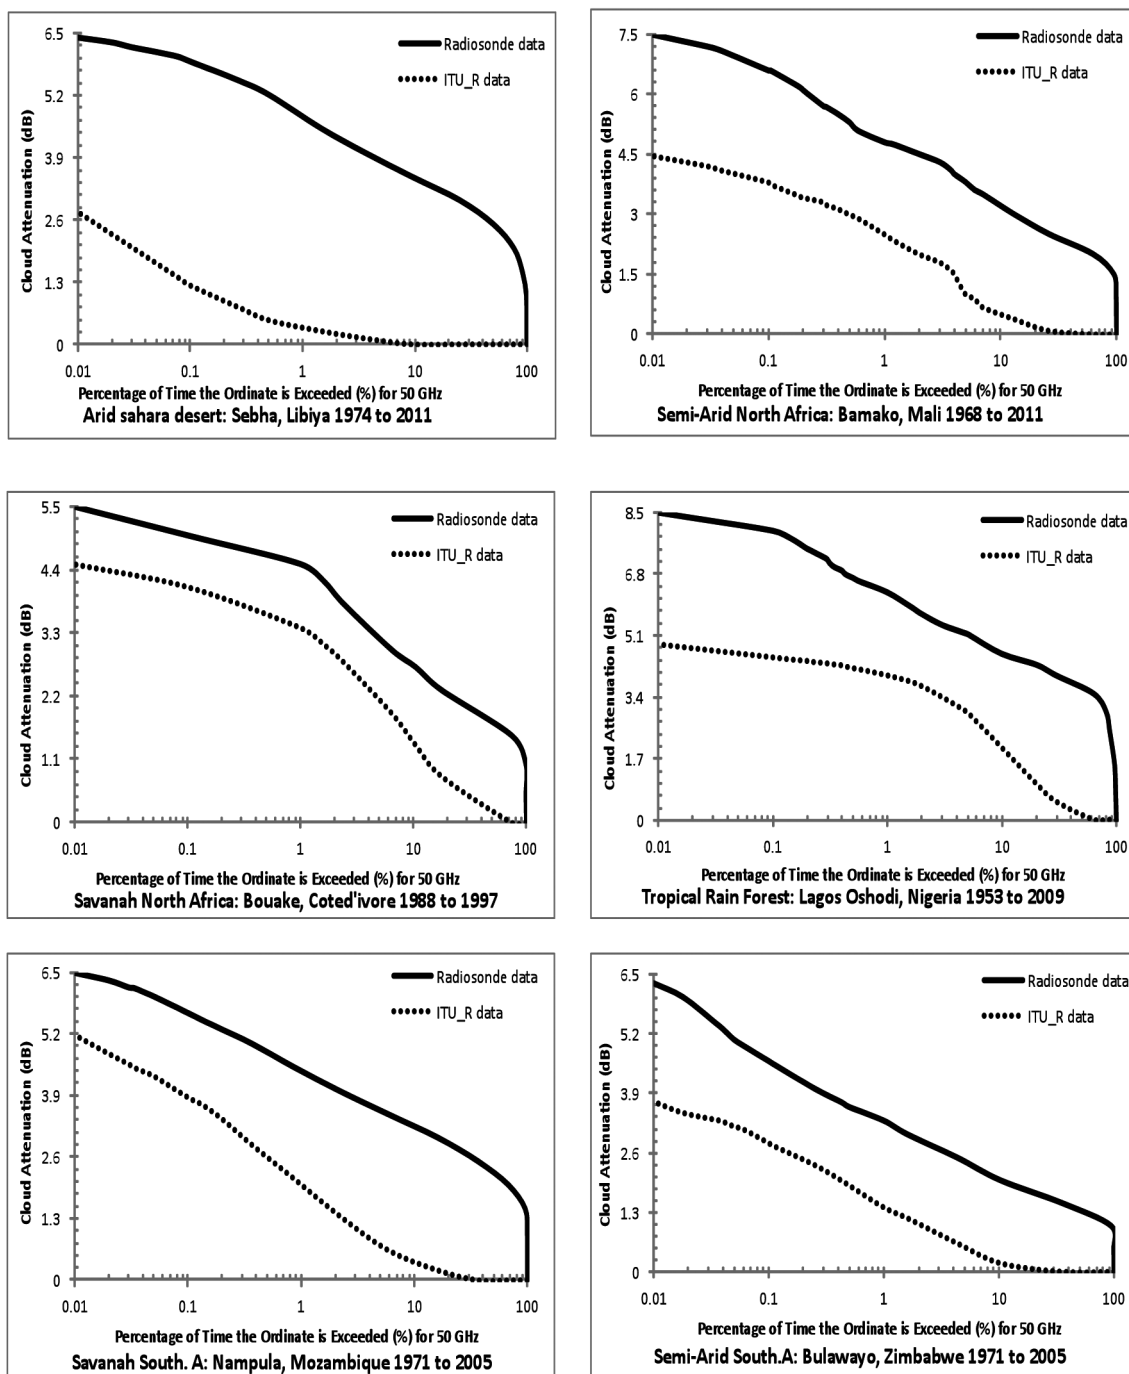 6.5
5.2
3.9
2.6
1.3
0
Cloud Attenuation (dB)
Radiosonde data
ITU_R data
0.01 0.1 1 10 100
Percentage of Time the Ordinate is Exceeded (%) for 50 GHz
Arid sahara desert: Sebha, Libiya 1974 to 2011
7.5
6
4.5
3
1.5
0
Cloud Attenuation (dB)
Radiosonde data
ITU_R data
0.01 0.1 1 10 100
Percentage of Time the Ordinate is Exceeded (%) for 50 GHz
Semi-Arid North Africa: Bamako, Mali 1968 to 2011
5.5
4.4
3.3
2.2
1.1
0
Cloud Attenuation (dB)
Radiosonde data
ITU_R data
0.01 0.1 1 10 100
Percentage of Time the Ordinate is Exceeded (%) for 50 GHz
Savanah North Africa: Bouake, Coted'ivore 1988 to 1997
8.5
6.8
5.1
3.4
1.7
0
Cloud Attenuation (dB)
Radiosonde data
ITU_R data
0.01 0.1 1 10 100
Percentage of Time the Ordinate is Exceeded (%) for 50 GHz
Tropical Rain Forest: Lagos Oshodi, Nigeria 1953 to 2009
6.5
5.2
3.9
2.6
1.3
0
Cloud Attenuation (dB)
Radiosonde data
ITU_R data
0.01 0.1 1 10 100
Percentage of Time the Ordinate is Exceeded (%) for 50 GHz
Savanah South. A: Nampula, Mozambique 1971 to 2005
6.5
5.2
3.9
2.6
1.3
0
Cloud Attenuation (dB)
Radiosonde data
ITU_R data
0.01 0.1 1 10 100
Percentage of Time the Ordinate is Exceeded (%) for 50 GHz
Semi-Arid South.A: Bulawayo, Zimbabwe 1971 to 2005